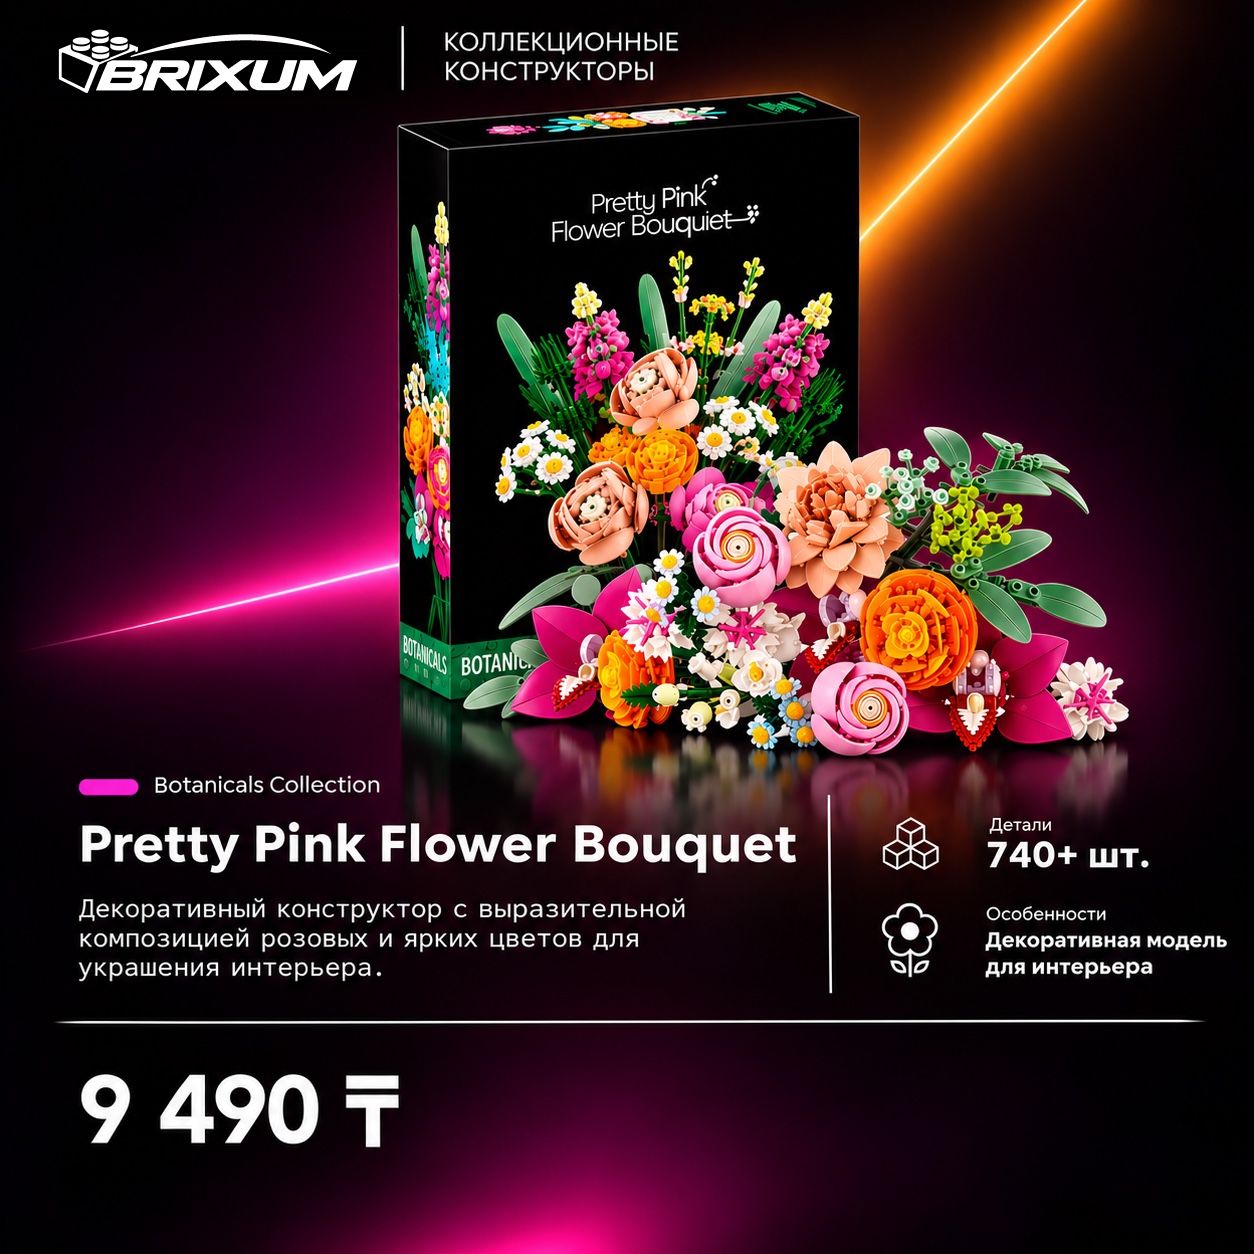 BRIXUM
КОЛЛЕКЦИОННЫЕ
КОНСТРУКТОРЫ
Pretty Pink
Flower Bouquiet
BOTANICALS
Botanicals Collection
Pretty Pink Flower Bouquet
Декоративный конструктор с выразительной
композицией розовых и ярких цветов для
украшения интерьера.
Детали
740+ шт.
Особенности
Декоративная модель
для интерьера
9 490 ₸